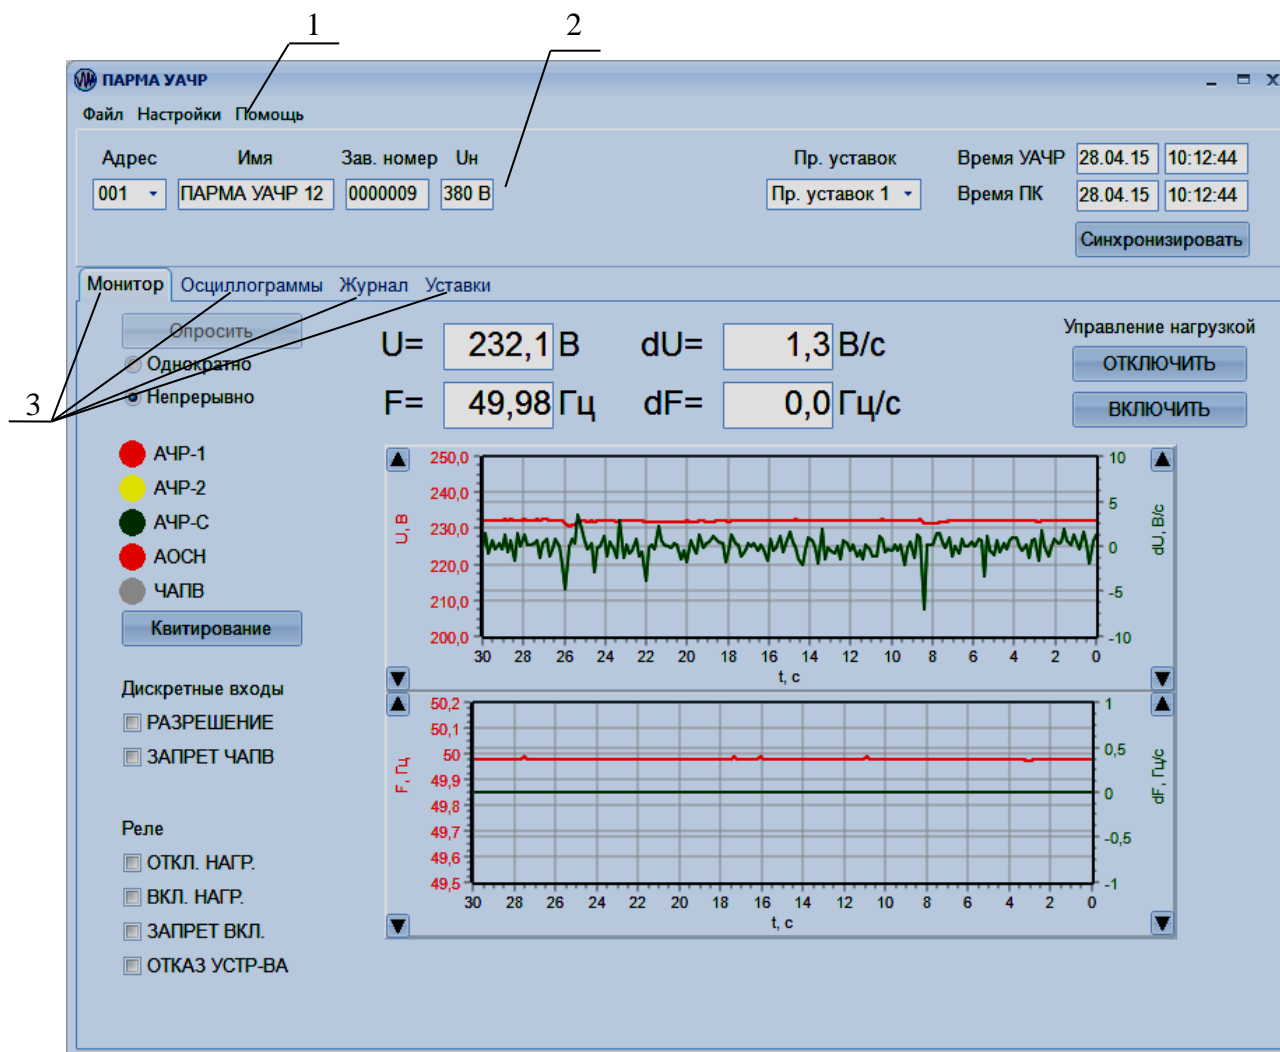 1
2
ПАРМА УАЧР
Файл Настройки Помощь
Адрес Имя Зав. номер Uн Пр. уставок Время УАЧР 28.04.15 10:12:44
001 ПАРМА УАЧР 12 0000009 380 В Пр. уставок 1 Время ПК 28.04.15 10:12:44
Синхронизировать
Монитор Осциллограммы Журнал Уставки
Опросить
Однократно
Непрерывно
3
U= 232,1 В dU= 1,3 В/с
F= 49,98 Гц dF= 0,0 Гц/с
Управление нагрузкой
ОТКЛЮЧИТЬ
ВКЛЮЧИТЬ
АЧР-1
АЧР-2
АЧР-С
АОСН
ЧАПВ
Квитирование
Дискретные входы
РАЗРЕШЕНИЕ
ЗАПРЕТ ЧАПВ
Реле
ОТКЛ. НАГР.
ВКЛ. НАГР.
ЗАПРЕТ ВКЛ.
ОТКАЗ УСТР-ВА
U, В
250,0
240,0
230,0
220,0
210,0
200,0
30 28 26 24 22 20 18 16 14 12 10 8 6 4 2 0
t, с
10
5
0
-5
-10
dU, В/с
F, Гц
50,2
50,1
50
49,9
49,8
49,7
49,6
49,5
30 28 26 24 22 20 18 16 14 12 10 8 6 4 2 0
t, с
1
0,5
0
-0,5
-1
dF, Гц/с